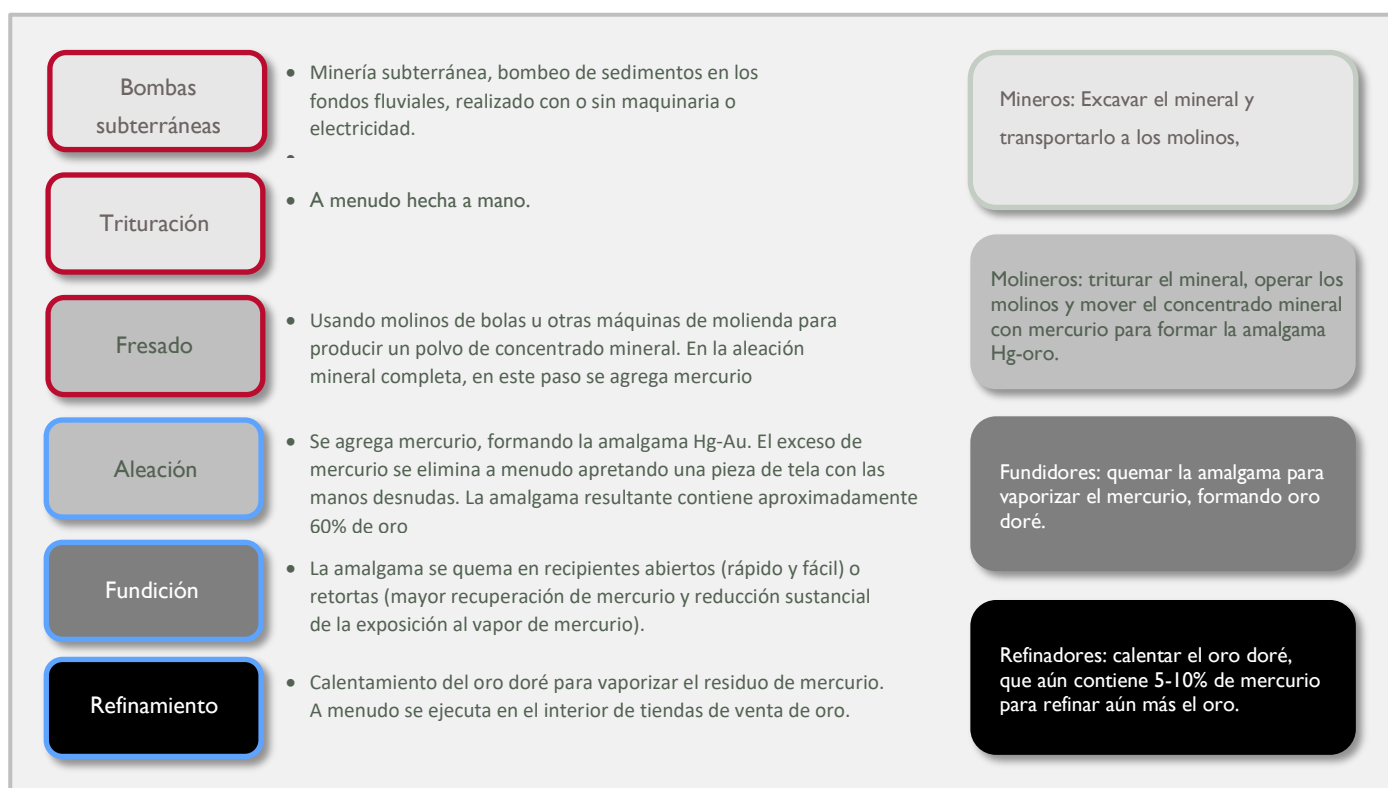 Bombas
subterráneas
• Minería subterránea, bombeo de sedimentos en los
fondos fluviales, realizado con o sin maquinaria o
electricidad.
•
Trituración
• A menudo hecha a mano.
Fresado
• Usando molinos de bolas u otras máquinas de molienda para
producir un polvo de concentrado mineral. En la aleación
mineral completa, en este paso se agrega mercurio
Aleación
• Se agrega mercurio, formando la amalgama Hg-Au. El exceso de
mercurio se elimina a menudo apretando una pieza de tela con las
manos desnudas. La amalgama resultante contiene aproximadamente
60% de oro
Fundición
• La amalgama se quema en recipientes abiertos (rápido y fácil) o
retortas (mayor recuperación de mercurio y reducción sustancial
de la exposición al vapor de mercurio).
Refinamiento
• Calentamiento del oro doré para vaporizar el residuo de mercurio.
A menudo se ejecuta en el interior de tiendas de venta de oro.
Mineros: Excavar el mineral y
transportarlo a los molinos,
Molineros: triturar el mineral, operar los
molinos y mover el concentrado mineral
con mercurio para formar la amalgama
Hg-oro.
Fundidores: quemar la amalgama para
vaporizar el mercurio, formando oro
doré.
Refinadores: calentar el oro doré,
que aún contiene 5-10% de mercurio
para refinar aún más el oro.